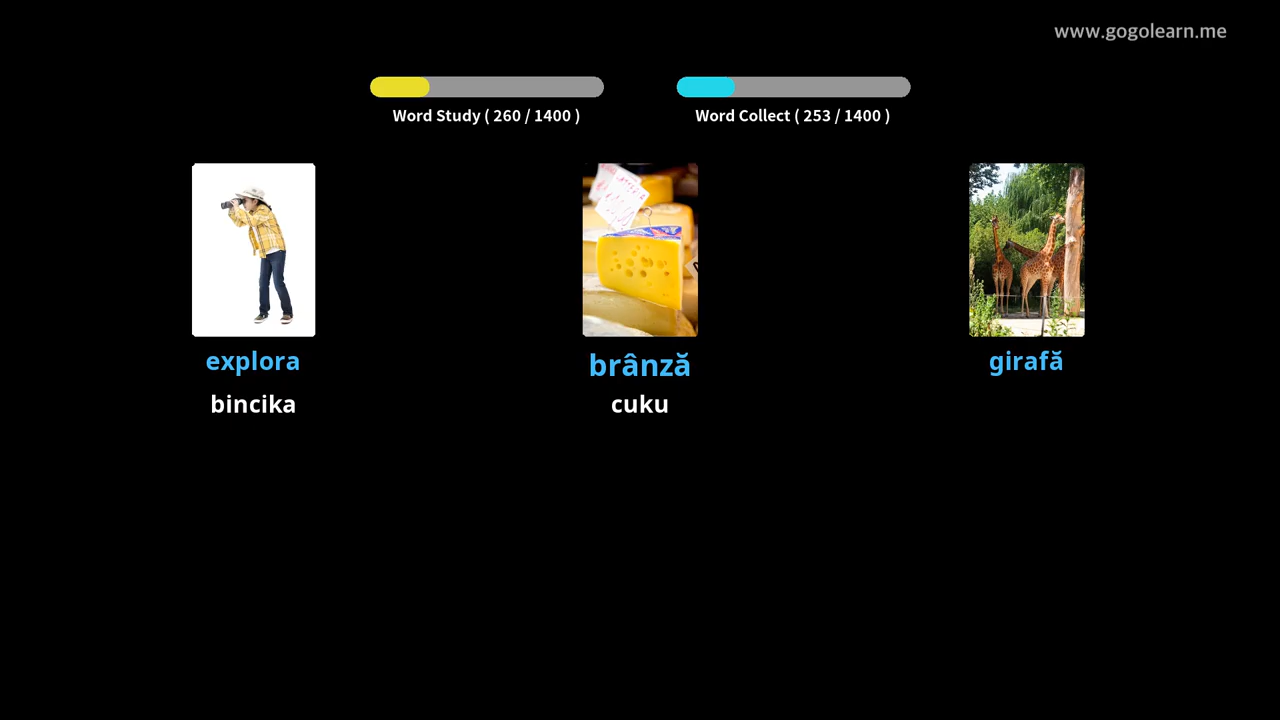 www.gogolearn.me
Word Study ( 260 / 1400 )
Word Collect ( 253 / 1400 )
explora
brânză
girafă
bincika
cuku